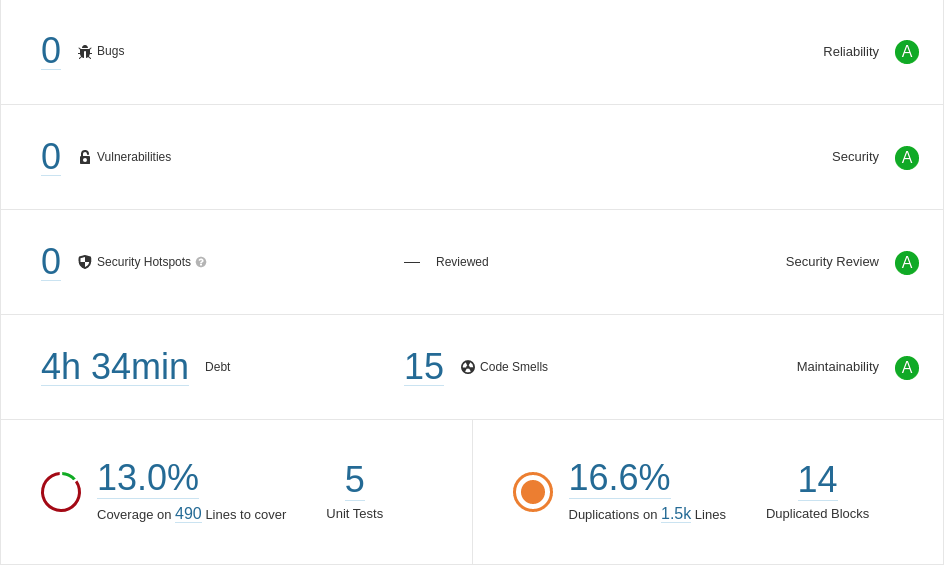 0 Bugs Reliability A
0 Vulnerabilities Security A
0 Security Hotspots ? — Reviewed Security Review A
4h 34min Debt 15 Code Smells Maintainability A
13.0%
Coverage on 490 Lines to cover
5
Unit Tests
16.6%
Duplications on 1.5k Lines
14
Duplicated Blocks